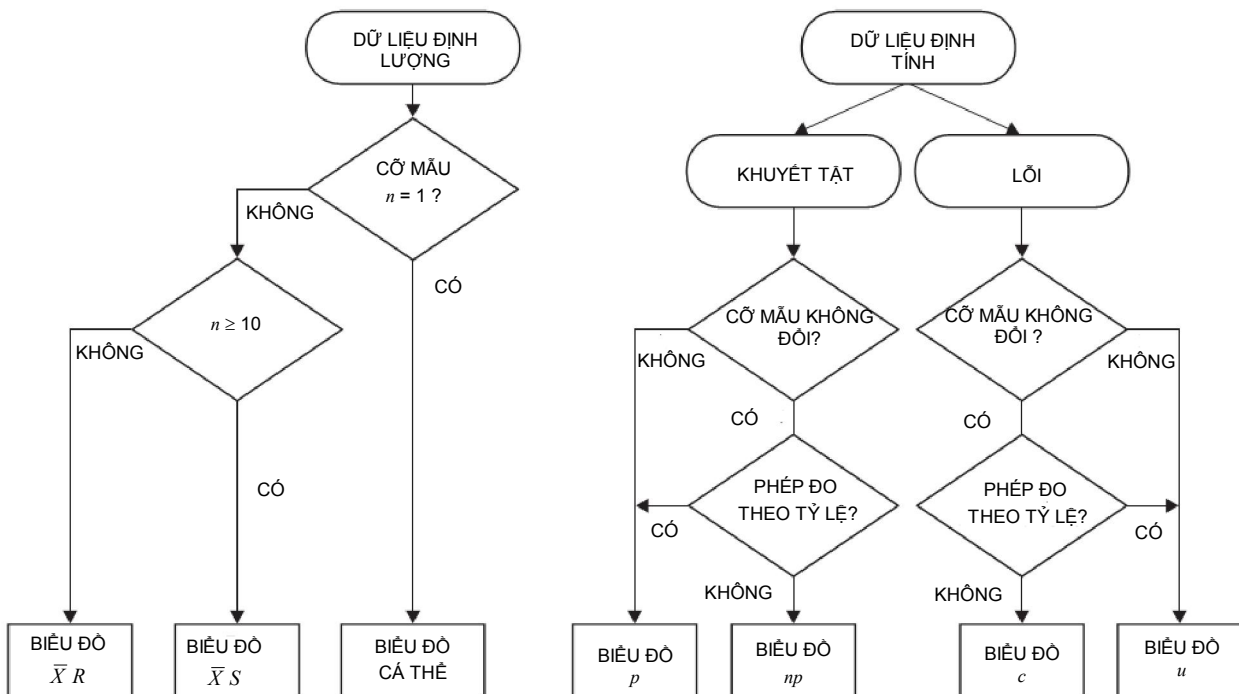 DỮ LIỆU ĐỊNH
LƯỢNG
CỠ MẪU
n = 1 ?
KHÔNG
CÓ
n ≥ 10
KHÔNG
CÓ
BIỂU ĐỒ
X̅ R
BIỂU ĐỒ
X̅ S
BIỂU ĐỒ
CÁ THỂ
DỮ LIỆU ĐỊNH
TÍNH
KHUYẾT TẬT
LỖI
CỠ MẪU KHÔNG
ĐỔI?
KHÔNG
CÓ
CỠ MẪU KHÔNG
ĐỔI ?
KHÔNG
CÓ
PHÉP ĐO
THEO TỶ LỆ?
CÓ
KHÔNG
PHÉP ĐO
THEO TỶ LỆ?
CÓ
KHÔNG
BIỂU ĐỒ
p
BIỂU ĐỒ
np
BIỂU ĐỒ
c
BIỂU ĐỒ
u